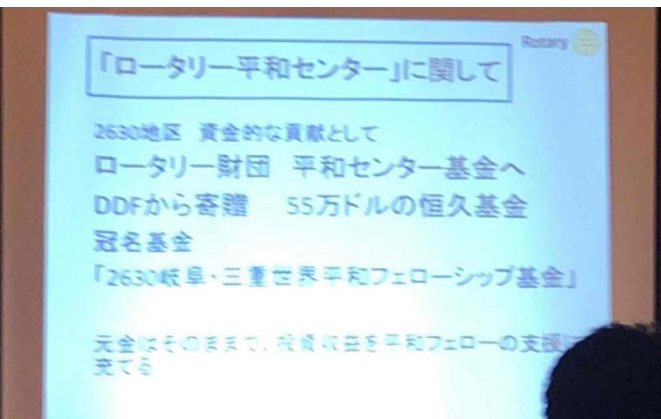 Rotary
「ロータリー平和センター」に関して
2630地区 資金的な貢献として
ロータリー財団 平和センター基金へ
DDFから寄贈 55万ドルの恒久基金
冠名基金
「2630岐阜・三重世界平和フェローシップ基金」
元金はそのままで、投資収益を平和フェローの支援に
充てる